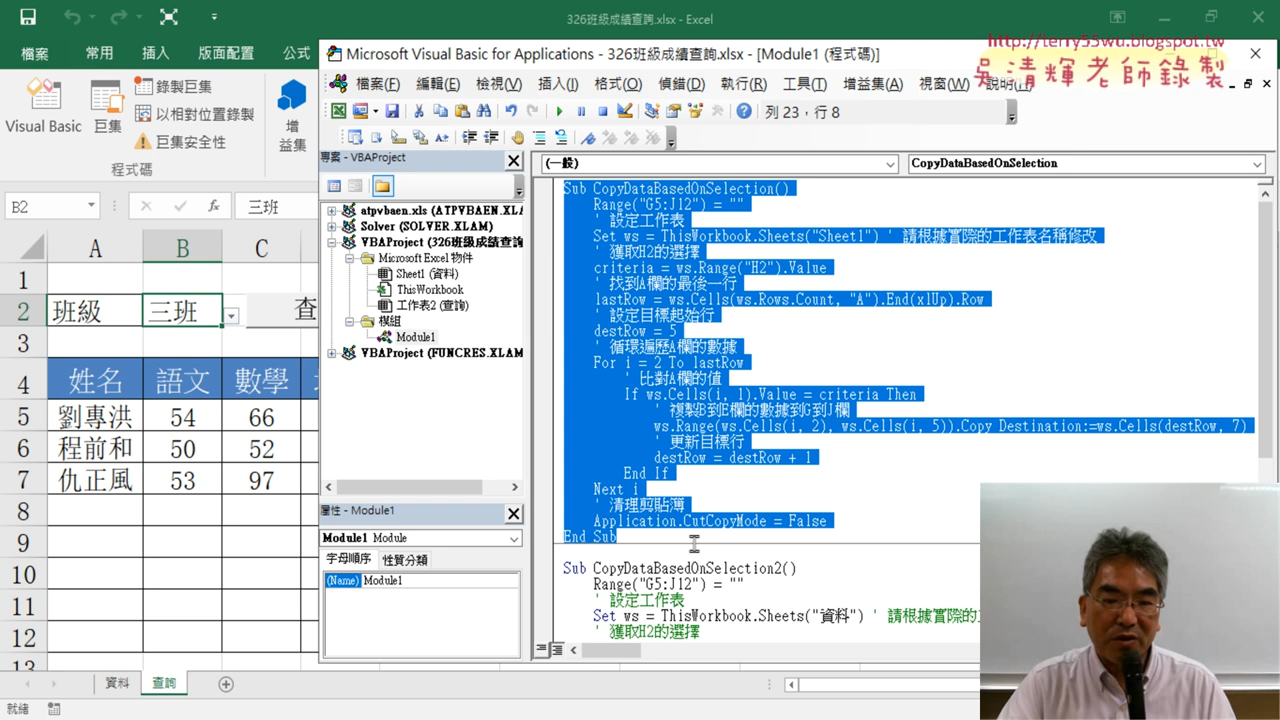 326班級成績查詢.xlsx - Excel
檔案 常用 插入 版面配置 公式
Visual Basic
巨集
錄製巨集
以相對位置錄製
巨集安全性
程式碼
增益集
B2
fx
三班
A B C
1
2 班級 三班 查
3
4 姓名 語文 數學
5 劉專洪 54 66
6 程前和 50 52
7 仇正風 53 97
8
9
10
11
12
13
資料 查詢
就緒
Microsoft Visual Basic for Applications - 326班級成績查詢.xlsx - [Module1 (程式碼)]
http://terry55wu.blogspot.tw
吳清輝老師錄製
檔案(F) 編輯(E) 檢視(V) 插入(I) 格式(O) 偵錯(D) 執行(R) 工具(T) 增益集(A) 視窗(W) 說明(H)
列 23，行 8
專案 - VBAProject
atpvbaen.xls (ATPVBAEN.XLA
Solver (SOLVER.XLAM)
VBAProject (326班級成績查詢
Microsoft Excel 物件
Sheet1 (資料)
ThisWorkbook
工作表2 (查詢)
模組
Module1
VBAProject (FUNCRES.XLAM
屬性 - Module1
Module1 Module
字母順序 性質分類
(Name) Module1
(一般)
CopyDataBasedOnSelection
Sub CopyDataBasedOnSelection()
Range("G5:J12") = ""
' 設定工作表
Set ws = ThisWorkbook.Sheets("Sheet1") ' 請根據實際的工作表名稱修改
' 獲取H2的選擇
criteria = ws.Range("H2").Value
' 找到A欄的最後一行
lastRow = ws.Cells(ws.Rows.Count, "A").End(xlUp).Row
' 設定目標起始行
destRow = 5
' 循環遍歷A欄的數據
For i = 2 To lastRow
' 比對A欄的值
If ws.Cells(i, 1).Value = criteria Then
' 複製B到E欄的數據到G到J欄
ws.Range(ws.Cells(i, 2), ws.Cells(i, 5)).Copy Destination:=ws.Cells(destRow, 7)
' 更新目標行
destRow = destRow + 1
End If
Next i
' 清理剪貼簿
Application.CutCopyMode = False
End Sub
Sub CopyDataBasedOnSelection2()
Range("G5:J12") = ""
' 設定工作表
Set ws = ThisWorkbook.Sheets("資料") ' 請根據實際的
' 獲取H2的選擇